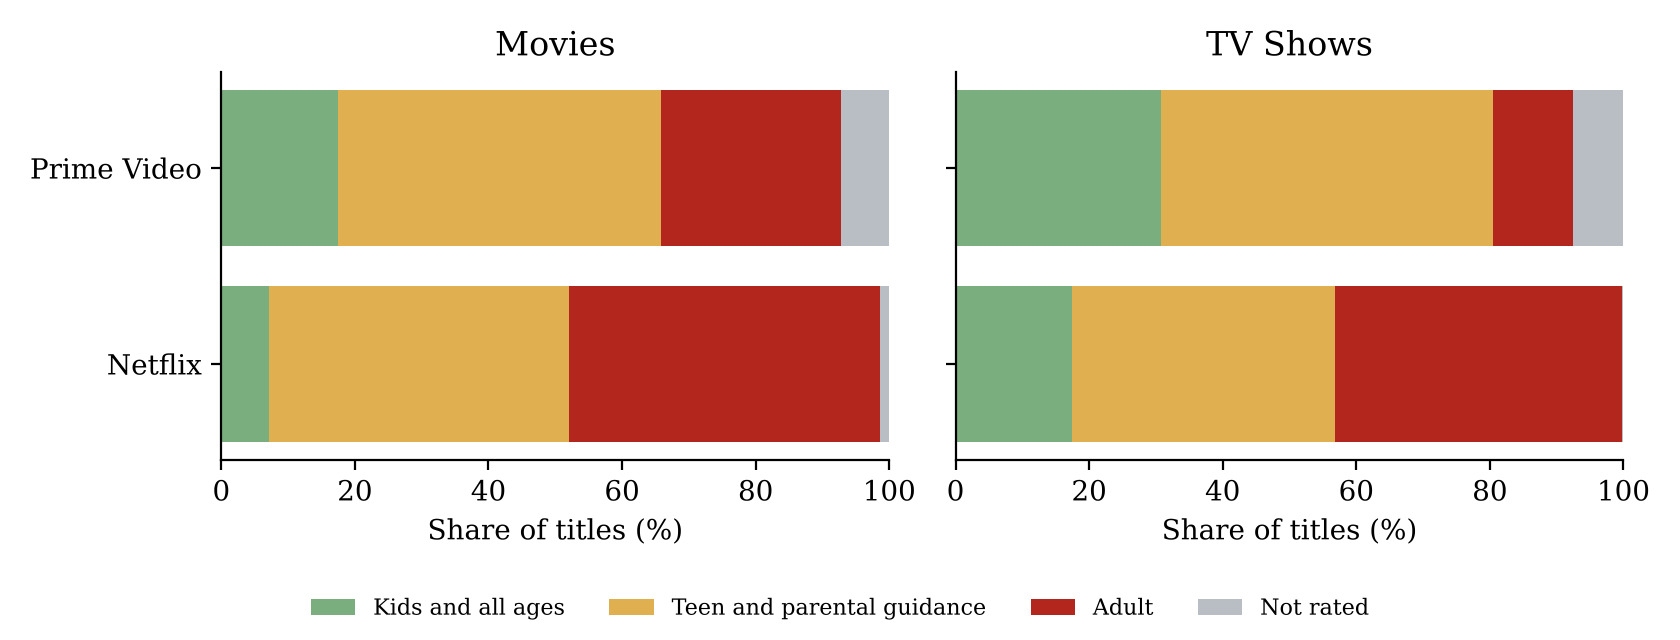 Movies
TV Shows
Prime Video
Netflix
0 20 40 60 80 100
0 20 40 60 80 100
Share of titles (%)
Share of titles (%)
Kids and all ages
Teen and parental guidance
Adult
Not rated